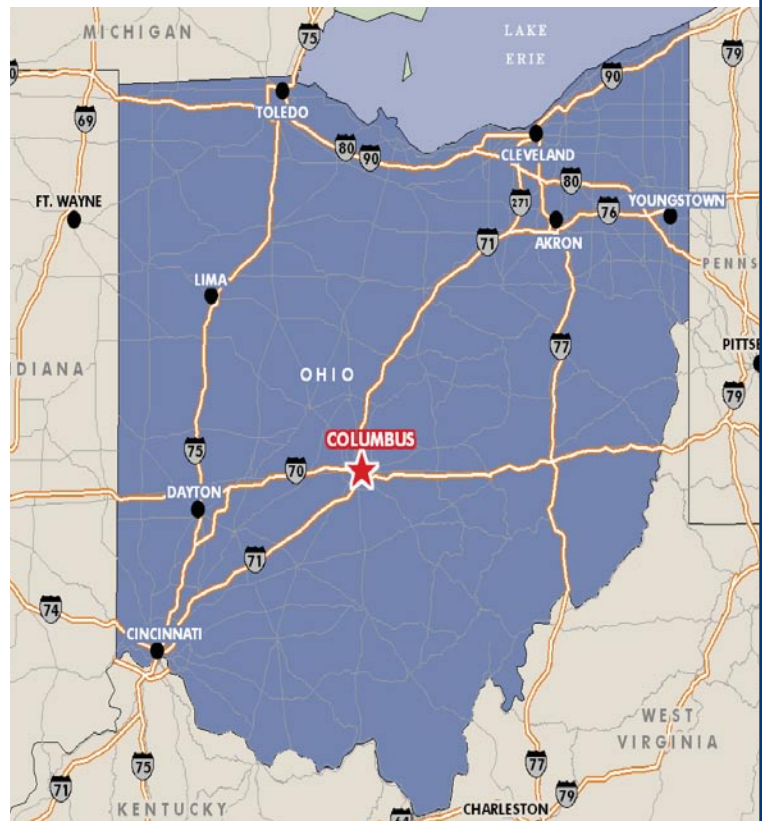 MICHIGAN
75
LAKE
ERIE
79
90
69
TOLEDO
80
90
CLEVELAND
80
FT. WAYNE
271
76
YOUNGSTOWN
71
AKRON
PENNS
LIMA
77
PITTSB
DIANA
OHIO
79
COLUMBUS
75
70
DAYTON
71
74
CINCINNATI
WEST
VIRGINIA
71
75
77
79
KENTUCKY
64
CHARLESTON